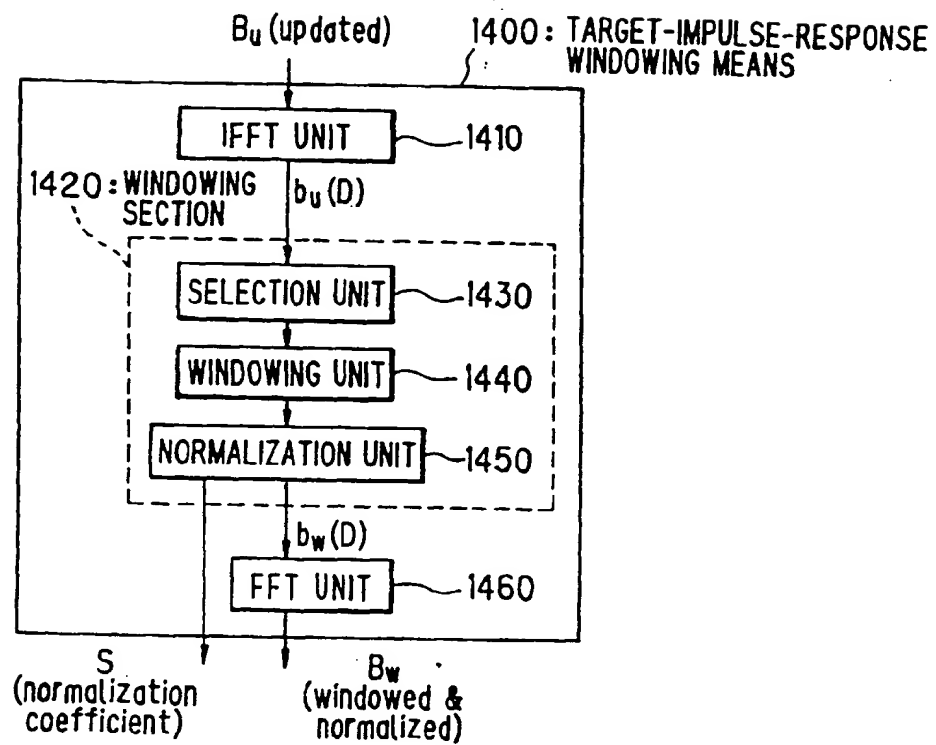 Bu (updated)
1400: TARGET-IMPULSE-RESPONSE
WINDOWING MEANS
IFFT UNIT
1410
1420: WINDOWING
SECTION
bu (D)
SELECTION UNIT
1430
WINDOWING UNIT
1440
NORMALIZATION UNIT
1450
bw (D)
FFT UNIT
1460
S
(normalization
coefficient)
Bw
(windowed &
normalized)